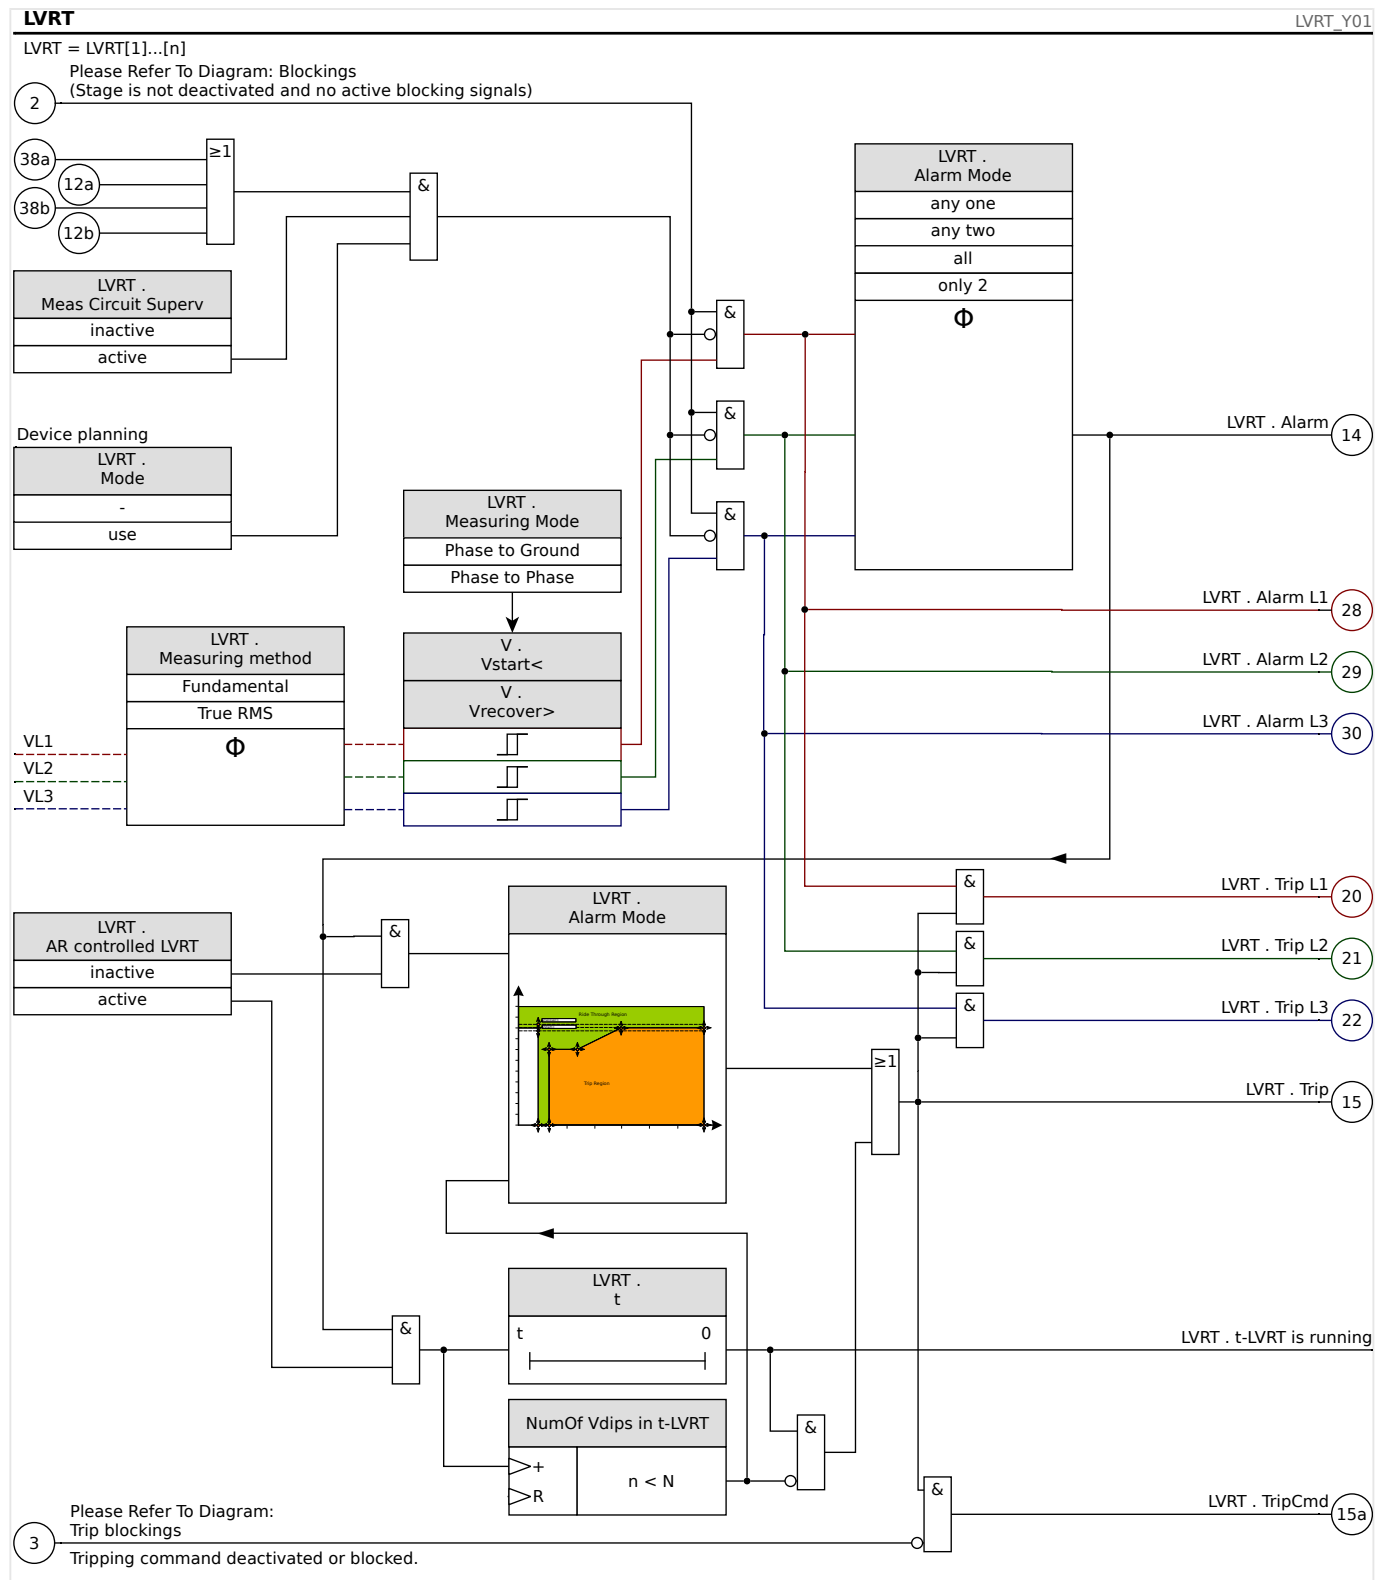 LVRT
LVRT_Y01
LVRT = LVRT[1]...[n]
Please Refer To Diagram: Blockings
(Stage is not deactivated and no active blocking signals)
2
38a
12a
38b
12b
≥1
&
LVRT .
Meas Circuit Superv
inactive
active
Device planning
LVRT .
Mode
-
use
LVRT .
Alarm Mode
any one
any two
all
only 2
Φ
&
&
&
LVRT .
Measuring Mode
Phase to Ground
Phase to Phase
LVRT .
Measuring method
Fundamental
True RMS
Φ
VL1
VL2
VL3
V .
Vstart<
V .
Vrecover>
LVRT . Alarm
14
LVRT . Alarm L1
28
LVRT . Alarm L2
29
LVRT . Alarm L3
30
LVRT .
AR controlled LVRT
inactive
active
&
LVRT .
Alarm Mode
Ride Through Region
Trip Region
&
LVRT . Trip L1
20
&
LVRT . Trip L2
21
&
LVRT . Trip L3
22
≥1
LVRT . Trip
15
&
LVRT .
t
t 0
LVRT . t-LVRT is running
NumOf Vdips in t-LVRT
+
R
n < N
&
&
LVRT . TripCmd
15a
Please Refer To Diagram:
Trip blockings
3
Tripping command deactivated or blocked.